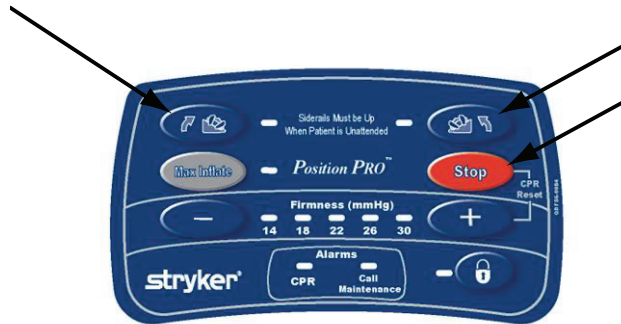 Siderails Must be Up
When Patient is Unattended
Max Inflate
Position PRO™
Stop
CPR
Reset
Firmness (mmHg)
−
14 18 22 26 30
+
Alarms
CPR
Call
Maintenance
stryker®